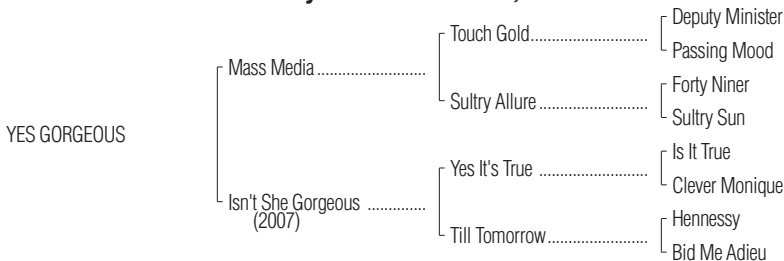 Deputy Minister
Touch Gold..............................
Passing Mood
Mass Media ...........................
Forty Niner
Sultry Allure ...........................
Sultry Sun
YES GORGEOUS
Is It True
Yes It's True ...........................
Clever Monique
Isn't She Gorgeous ...............
(2007)
Hennessy
Till Tomorrow..........................
Bid Me Adieu